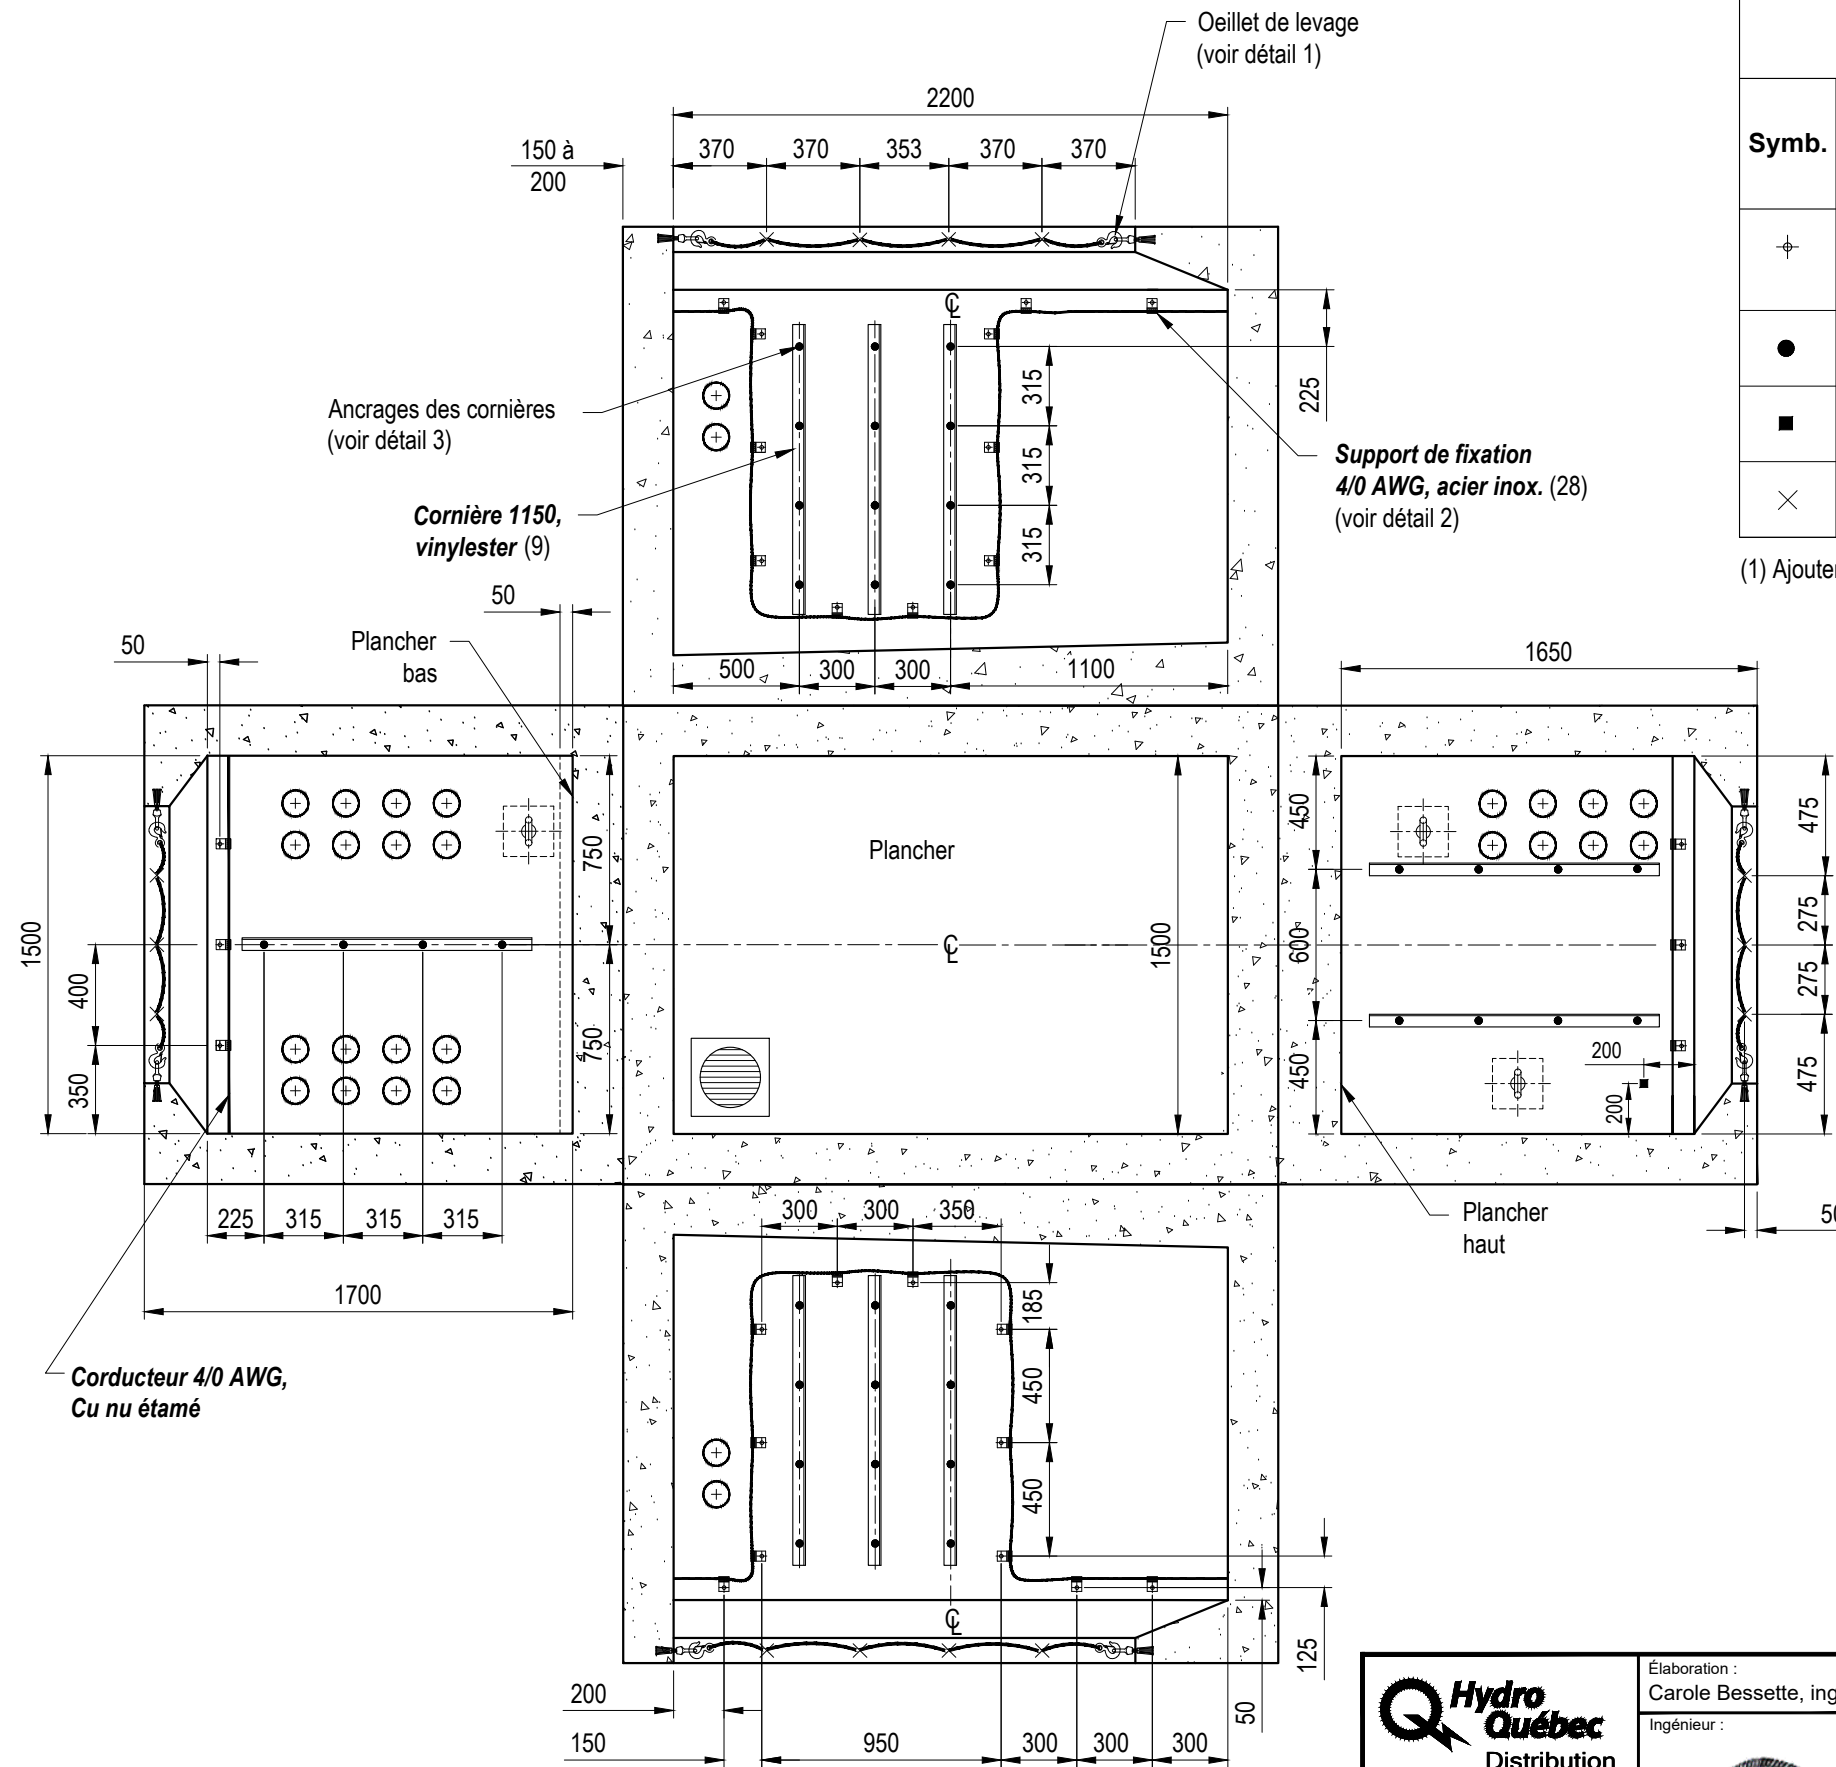 Oeillet de levage
(voir détail 1)
2200
150 à
200
370
370
353
370
370
Symb.
℄
225
315
315
315
Ancrages des cornières
(voir détail 3)
Support de fixation
4/0 AWG, acier inox. (28)
(voir détail 2)
Cornière 1150,
vinylester (9)
(1) Ajouter
50
50
Plancher
bas
500
300
300
1100
1650
1500
400
350
750
750
Plancher
℄
1500
450
600
450
200
200
475
275
275
475
225
315
315
315
1700
Plancher
haut
50
300
300
350
185
450
450
Corducteur 4/0 AWG,
Cu nu étamé
℄
125
50
200
150
950
300
300
300
Hydro
Québec
Distribution
Élaboration :
Carole Bessette, ing
Ingénieur :